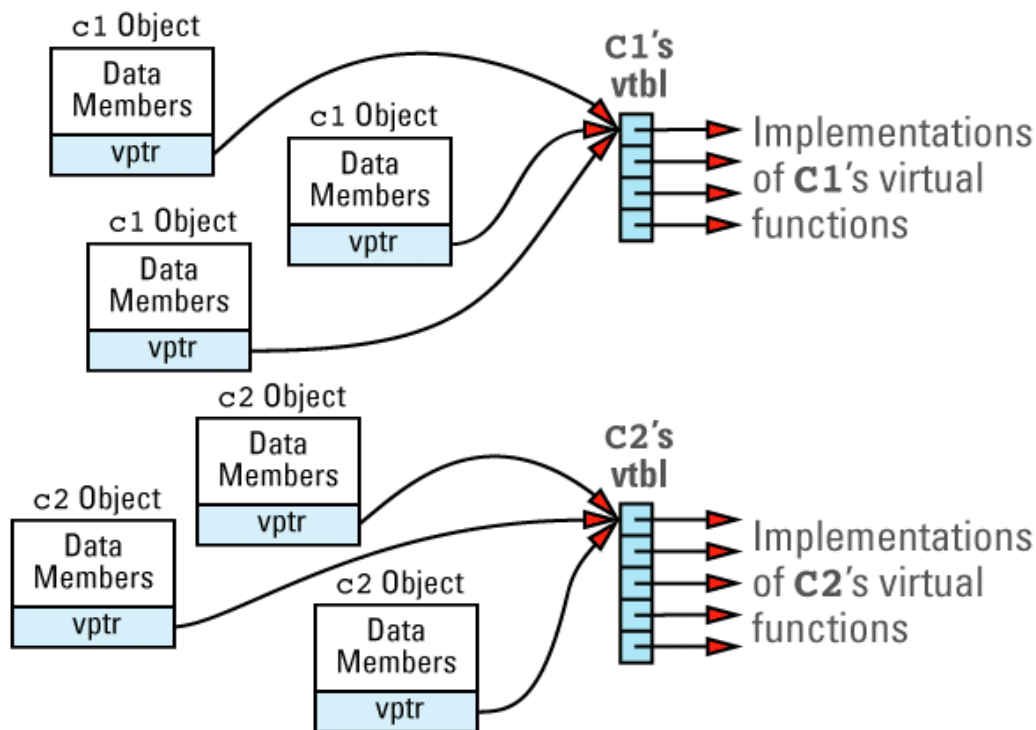 c1 Object
Data
Members
vptr
c1 Object
Data
Members
vptr
c1 Object
Data
Members
vptr
C1's
vtbl
Implementations
of C1's virtual
functions
c2 Object
Data
Members
vptr
c2 Object
Data
Members
vptr
c2 Object
Data
Members
vptr
C2's
vtbl
Implementations
of C2's virtual
functions